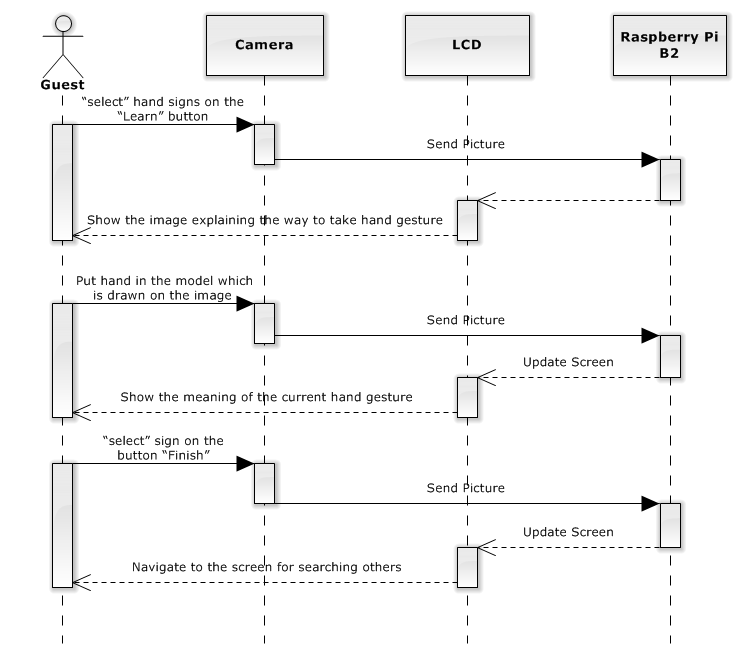 Guest
Camera
LCD
Raspberry Pi
B2
“select” hand signs on the
“Learn” button
Send Picture
Show the image explaining the way to take hand gesture
Put hand in the model which
is drawn on the image
Send Picture
Update Screen
Show the meaning of the current hand gesture
“select” sign on the
button “Finish”
Send Picture
Update Screen
Navigate to the screen for searching others